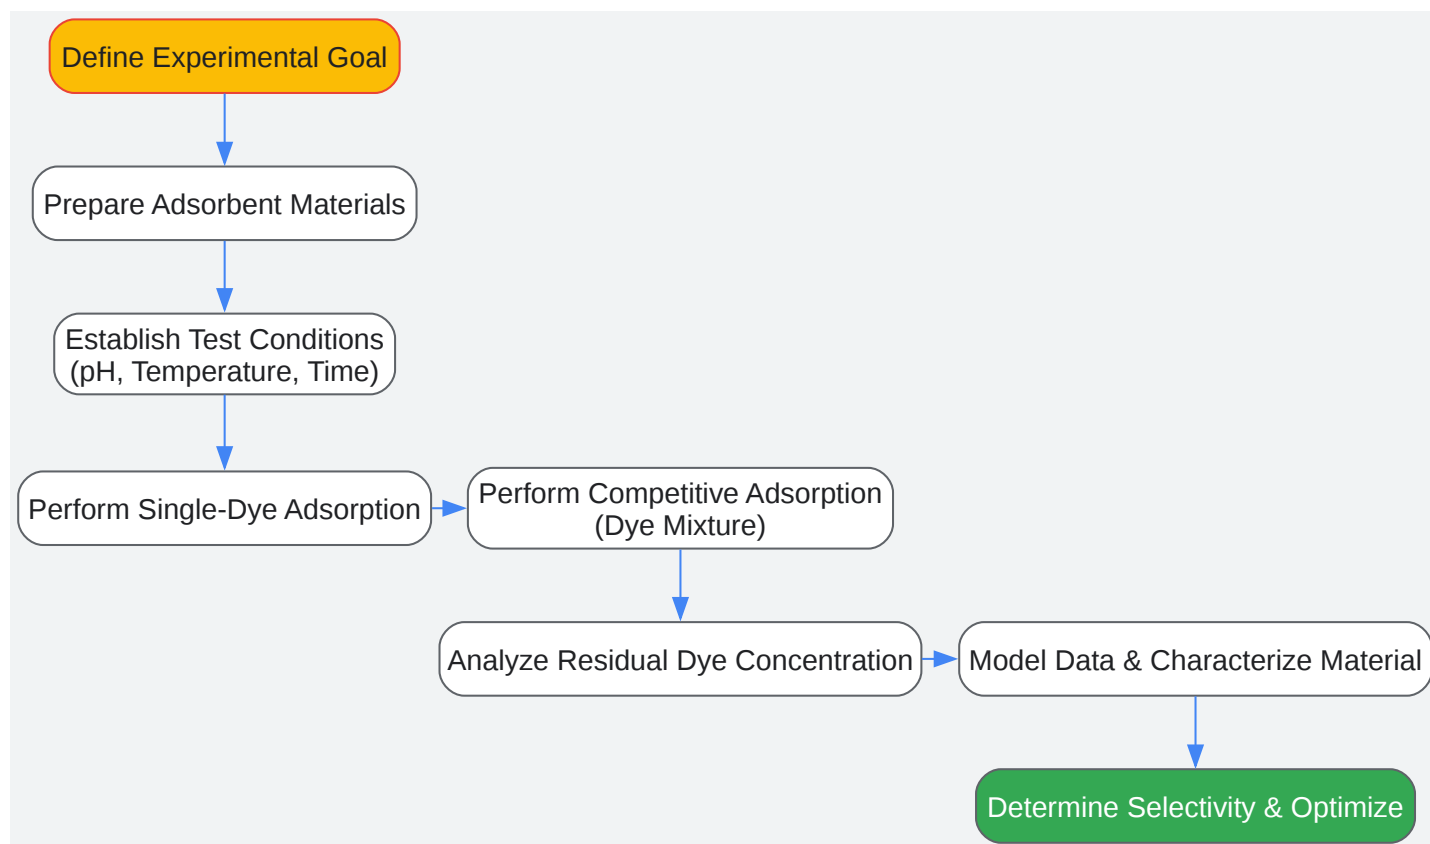 Define Experimental Goal
Prepare Adsorbent Materials
Establish Test Conditions
(pH, Temperature, Time)
Perform Single-Dye Adsorption
Perform Competitive Adsorption
(Dye Mixture)
Analyze Residual Dye Concentration
Model Data & Characterize Material
Determine Selectivity & Optimize